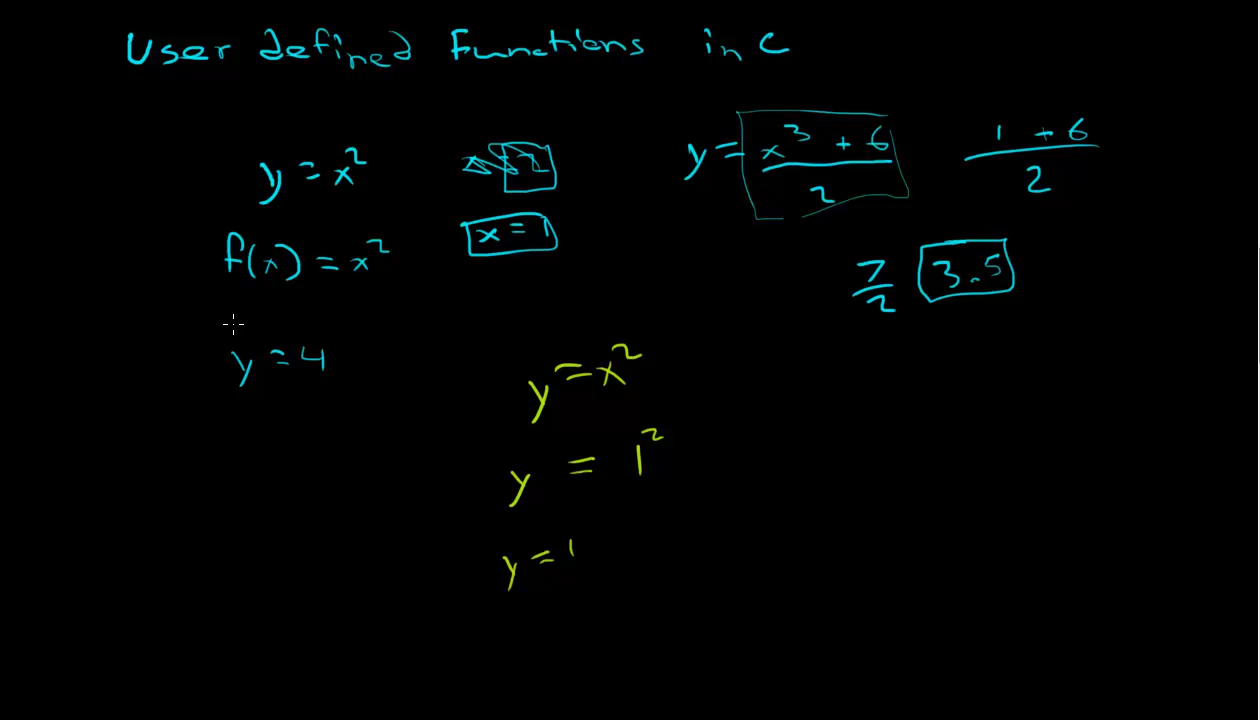 User defined Functions in C
y = x²
f(x) = x²
y = 4
x = 1
y = x³ + 6 / 2
1 + 6 / 2
7 / 2
3.5
y = x²
y = 1²
y = 1